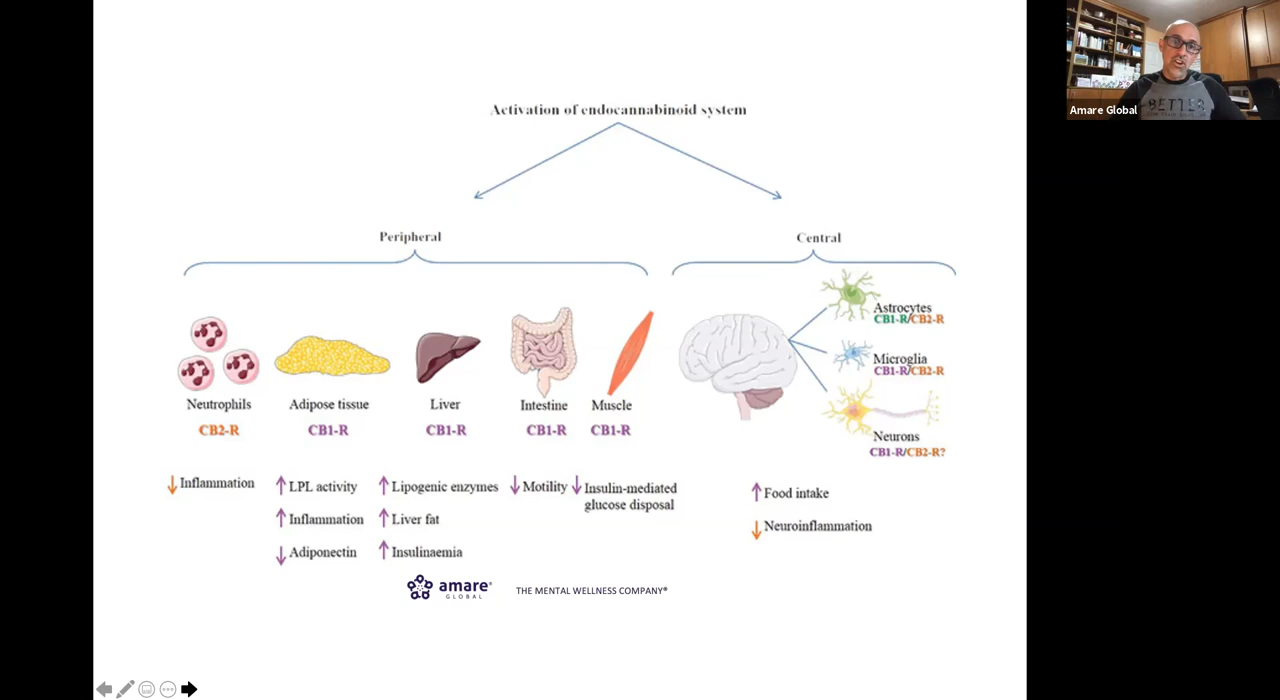 Activation of endocannabinoid system
Amare Global
BETTER
Peripheral
Central
Astrocytes
CB1-R/CB2-R
Microglia
CB1-R/CB2-R
Neurons
CB1-R/CB2-R?
Neutrophils
Adipose tissue
Liver
Intestine
Muscle
CB2-R
CB1-R
CB1-R
CB1-R
CB1-R
↓ Inflammation
↑ LPL activity
↑ Inflammation
↓ Adiponectin
↑ Lipogenic enzymes
↑ Liver fat
↑ Insulinaemia
↓ Motility
↓ Insulin-mediated
glucose disposal
↑ Food intake
↓ Neuroinflammation
amare®
GLOBAL
THE MENTAL WELLNESS COMPANY®